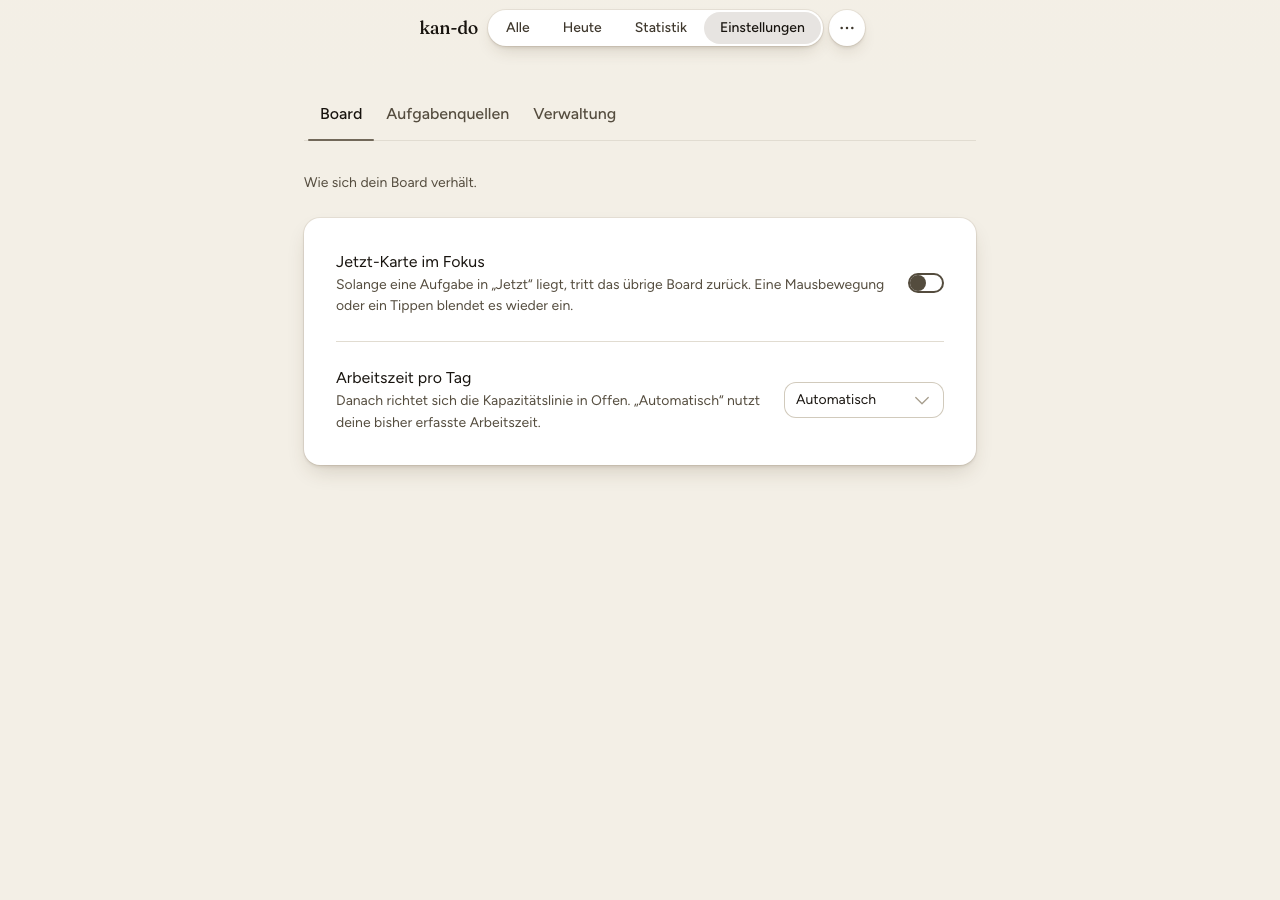 kan-do
Alle
Heute
Statistik
Einstellungen
Board
Aufgabenquellen
Verwaltung
Wie sich dein Board verhält.
Jetzt-Karte im Fokus
Solange eine Aufgabe in „Jetzt“ liegt, tritt das übrige Board zurück. Eine Mausbewegung
oder ein Tippen blendet es wieder ein.
Arbeitszeit pro Tag
Danach richtet sich die Kapazitätslinie in Offen. „Automatisch“ nutzt
deine bisher erfasste Arbeitszeit.
Automatisch